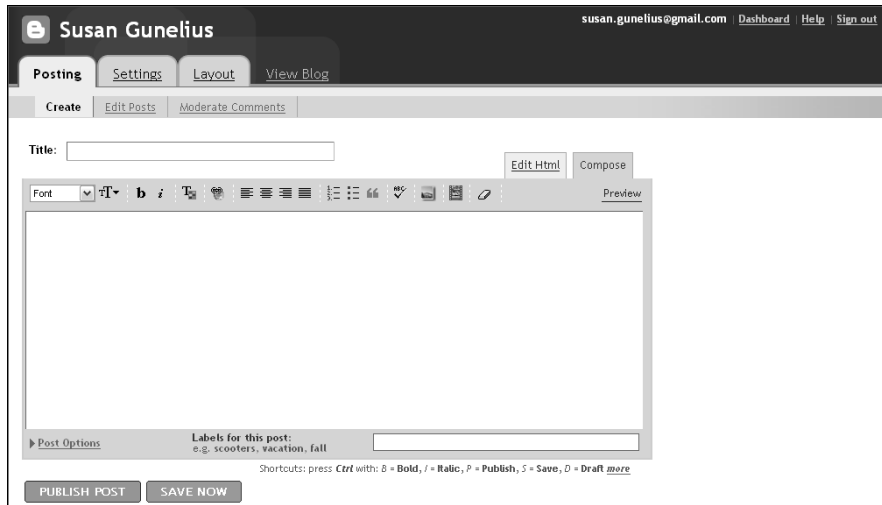 Susan Gunelius
susan.gunelius@gmail.com | Dashboard | Help | Sign out
Posting Settings Layout View Blog
Create Edit Posts Moderate Comments
Title:
Edit Html Compose
Font Preview
Post Options
Labels for this post:
e.g. scooters, vacation, fall
Shortcuts: press Ctrl with: B = Bold, I = Italic, P = Publish, S = Save, D = Draft more
PUBLISH POST SAVE NOW